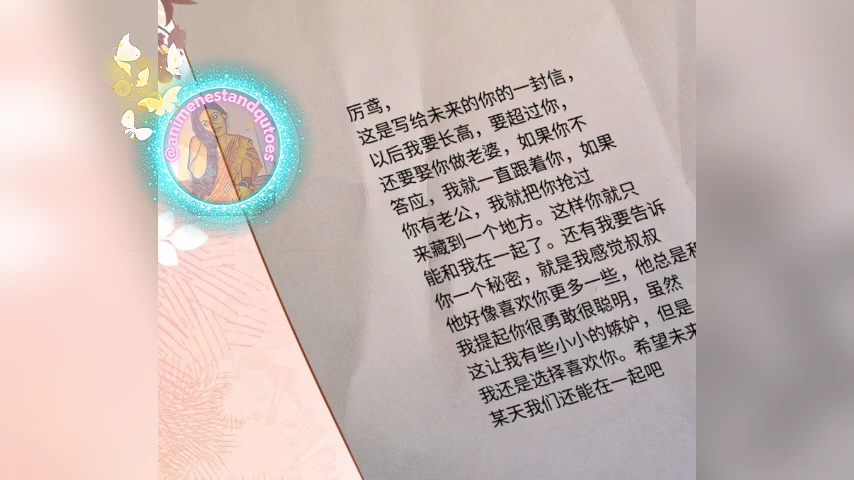 @animenestandqutoes
厉鸢，
这是写给未来的你的一封信，
以后我要长高，要超过你，
还要娶你做老婆，如果你不
答应，我就一直跟着你，如果
你有老公，我就把你抢过
来藏到一个地方。这样你就只
能和我在一起了。还有我要告诉
你一个秘密，就是我感觉叔叔
他好像喜欢你更多一些，他总是和
我提起你很勇敢很聪明，虽然
这让我有些小小的嫉妒，但是
我还是选择喜欢你。希望未来
某天我们还能在一起吧